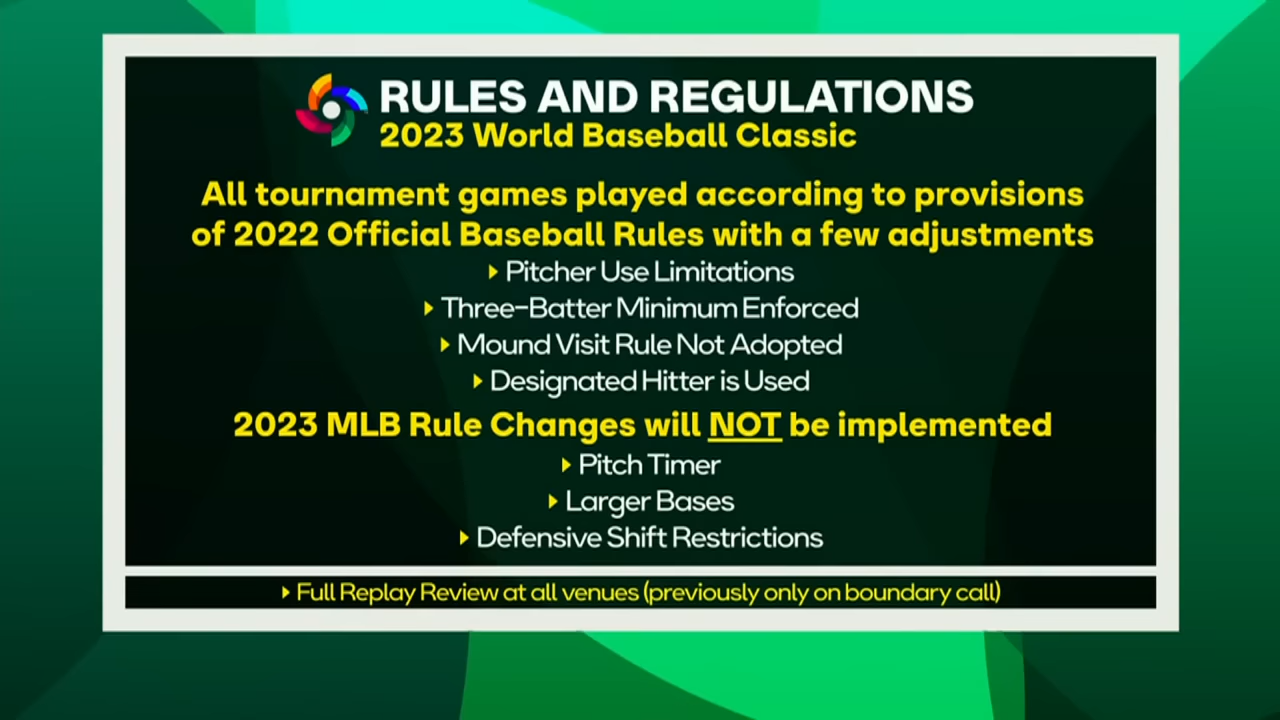 RULES AND REGULATIONS
2023 World Baseball Classic
All tournament games played according to provisions
of 2022 Official Baseball Rules with a few adjustments
Pitcher Use Limitations
Three-Batter Minimum Enforced
Mound Visit Rule Not Adopted
Designated Hitter is Used
2023 MLB Rule Changes will NOT be implemented
Pitch Timer
Larger Bases
Defensive Shift Restrictions
Full Replay Review at all venues (previously only on boundary call)